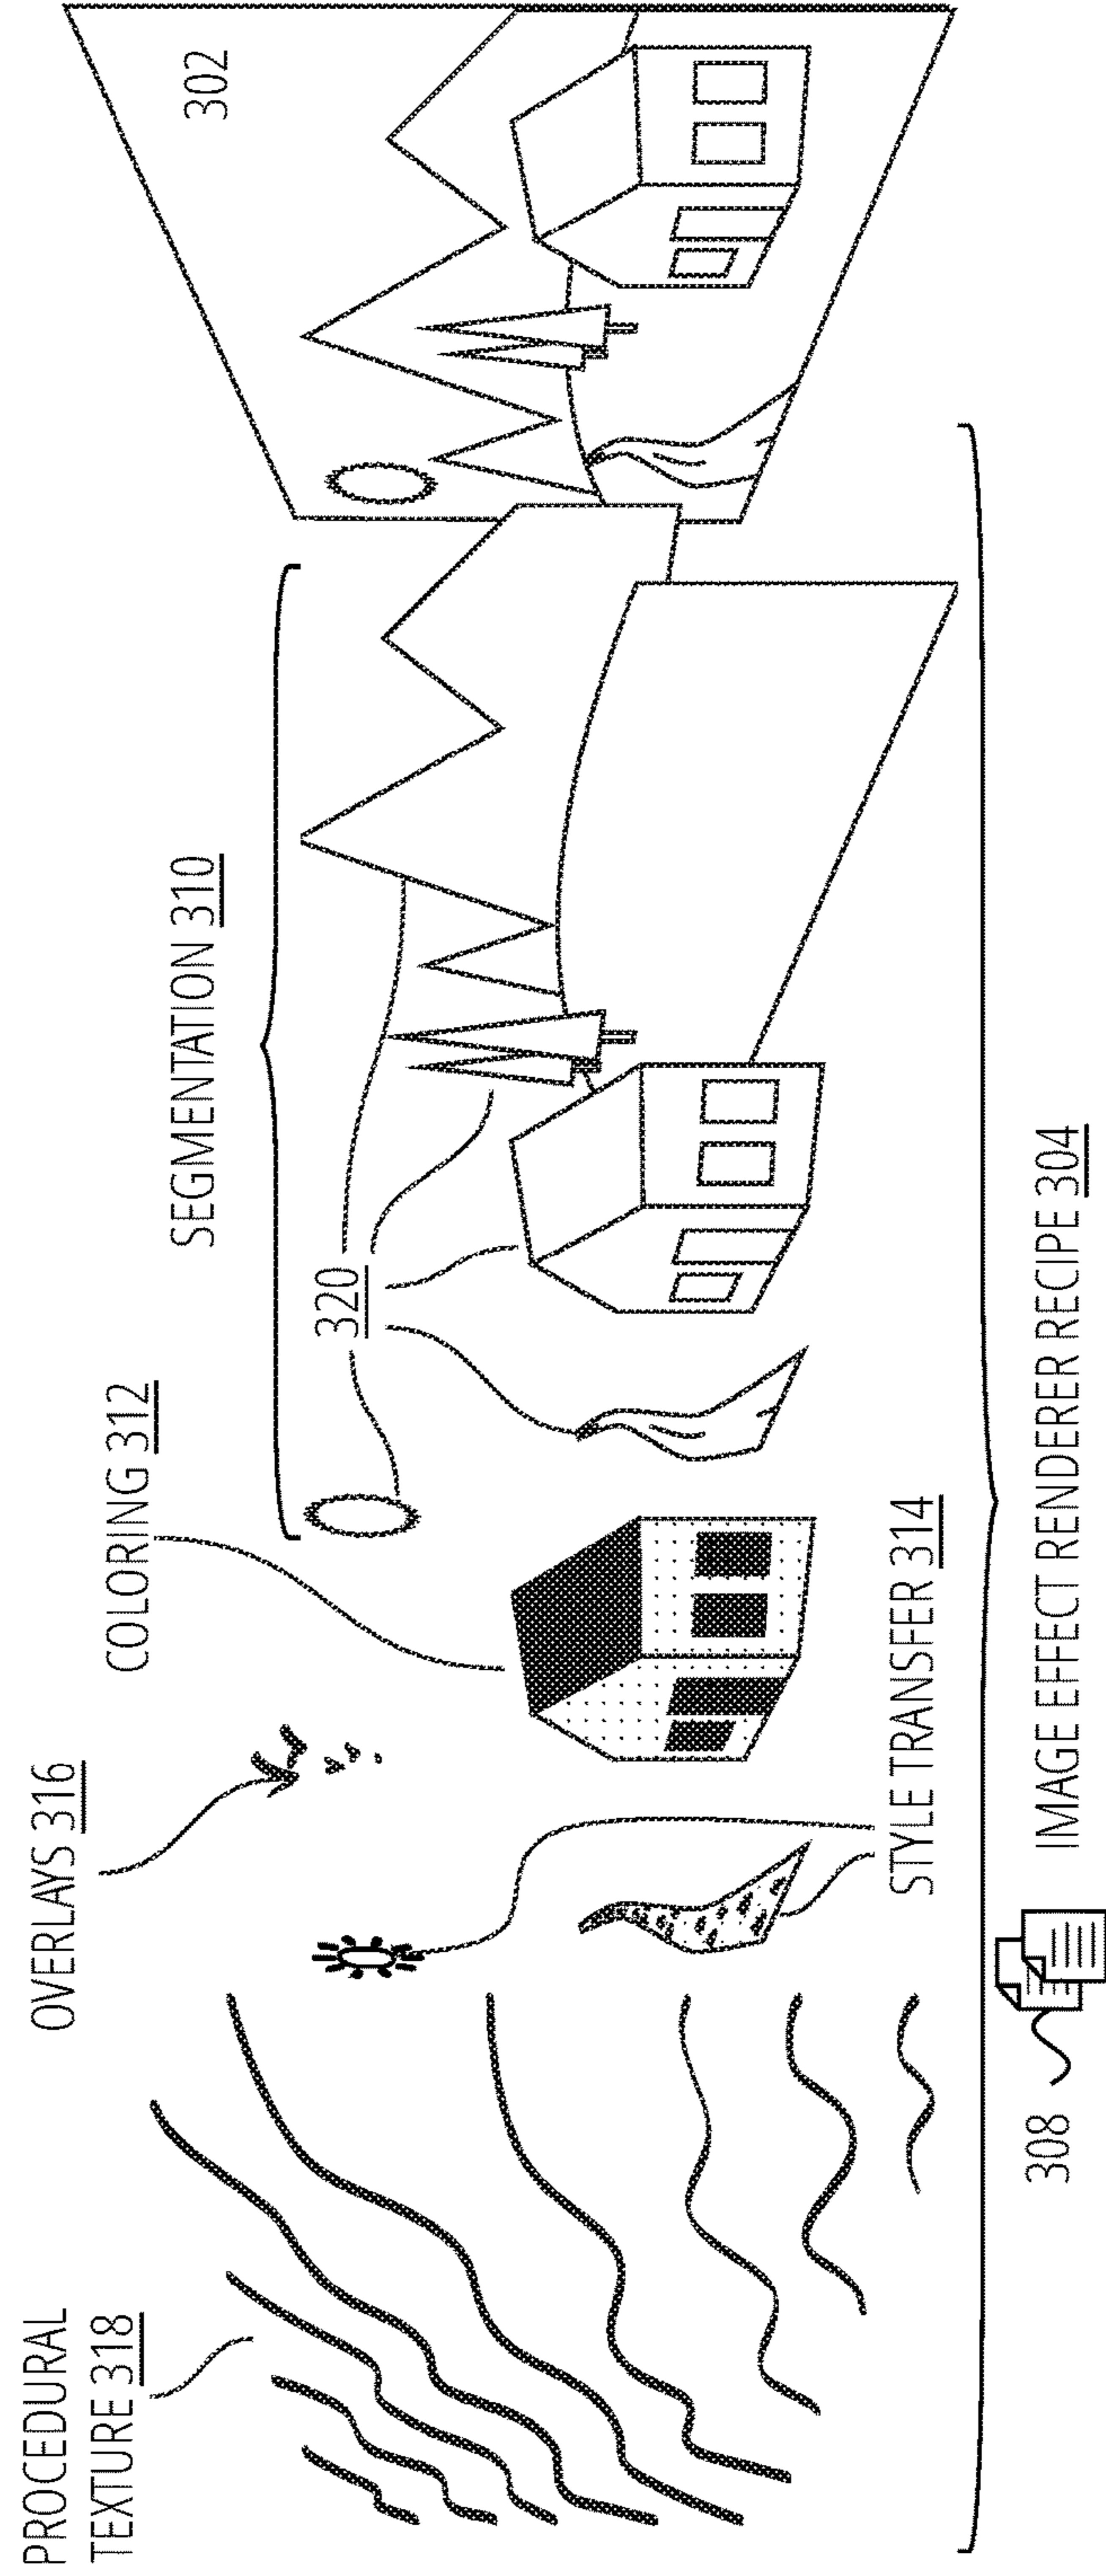 PROCEDURAL
TEXTURE 318
OVERLAYS 316
COLORING 312
SEGMENTATION 310
302
320
STYLE TRANSFER 314
308
IMAGE EFFECT RENDERER RECIPE 304